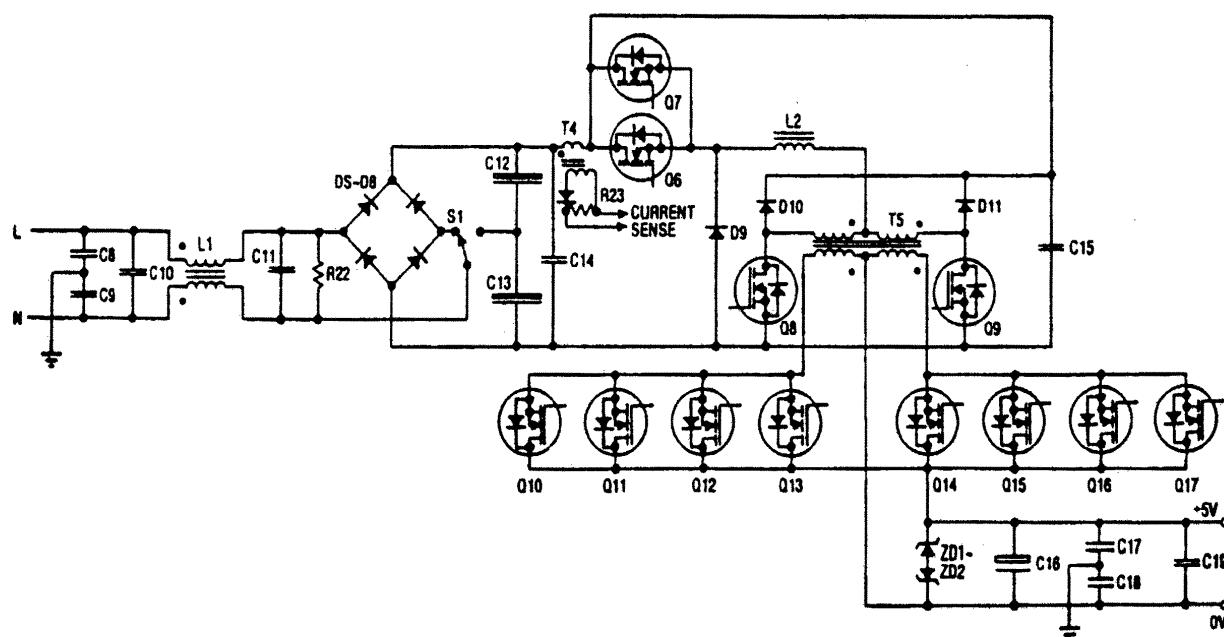 Q7
T4
L2
C12
Q6
DS-D8
R23
CURRENT
SENSE
D10
T5
D11
S1
L
C8
L1
C11
D9
C15
C10
R22
C14
C9
C13
N
Q8
Q9
Q10
Q11
Q12
Q13
Q14
Q15
Q16
Q17
+5V
ZD1-
ZD2
C16
C17
C18
C19
0V